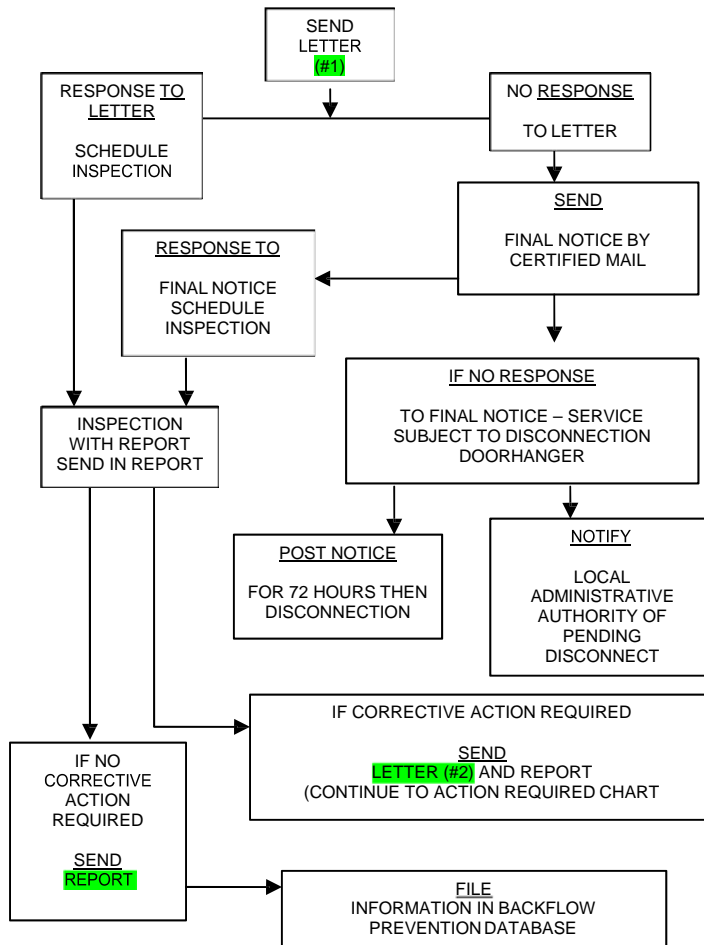 SEND
LETTER
(#1)
RESPONSE TO
LETTER
SCHEDULE
INSPECTION
NO RESPONSE
TO LETTER
SEND
FINAL NOTICE BY
CERTIFIED MAIL
RESPONSE TO
FINAL NOTICE
SCHEDULE
INSPECTION
IF NO RESPONSE
TO FINAL NOTICE – SERVICE
SUBJECT TO DISCONNECTION
DOORHANGER
INSPECTION
WITH REPORT
SEND IN REPORT
POST NOTICE
FOR 72 HOURS THEN
DISCONNECTION
NOTIFY
LOCAL
ADMINISTRATIVE
AUTHORITY OF
PENDING
DISCONNECT
IF CORRECTIVE ACTION REQUIRED
SEND
LETTER (#2) AND REPORT
(CONTINUE TO ACTION REQUIRED CHART
IF NO
CORRECTIVE
ACTION
REQUIRED
SEND
REPORT
FILE
INFORMATION IN BACKFLOW
PREVENTION DATABASE